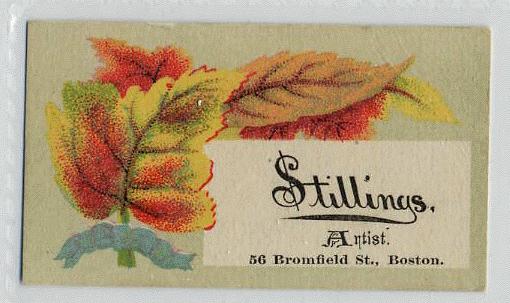 Stillings.
Artist.
56 Bromfield St., Boston.